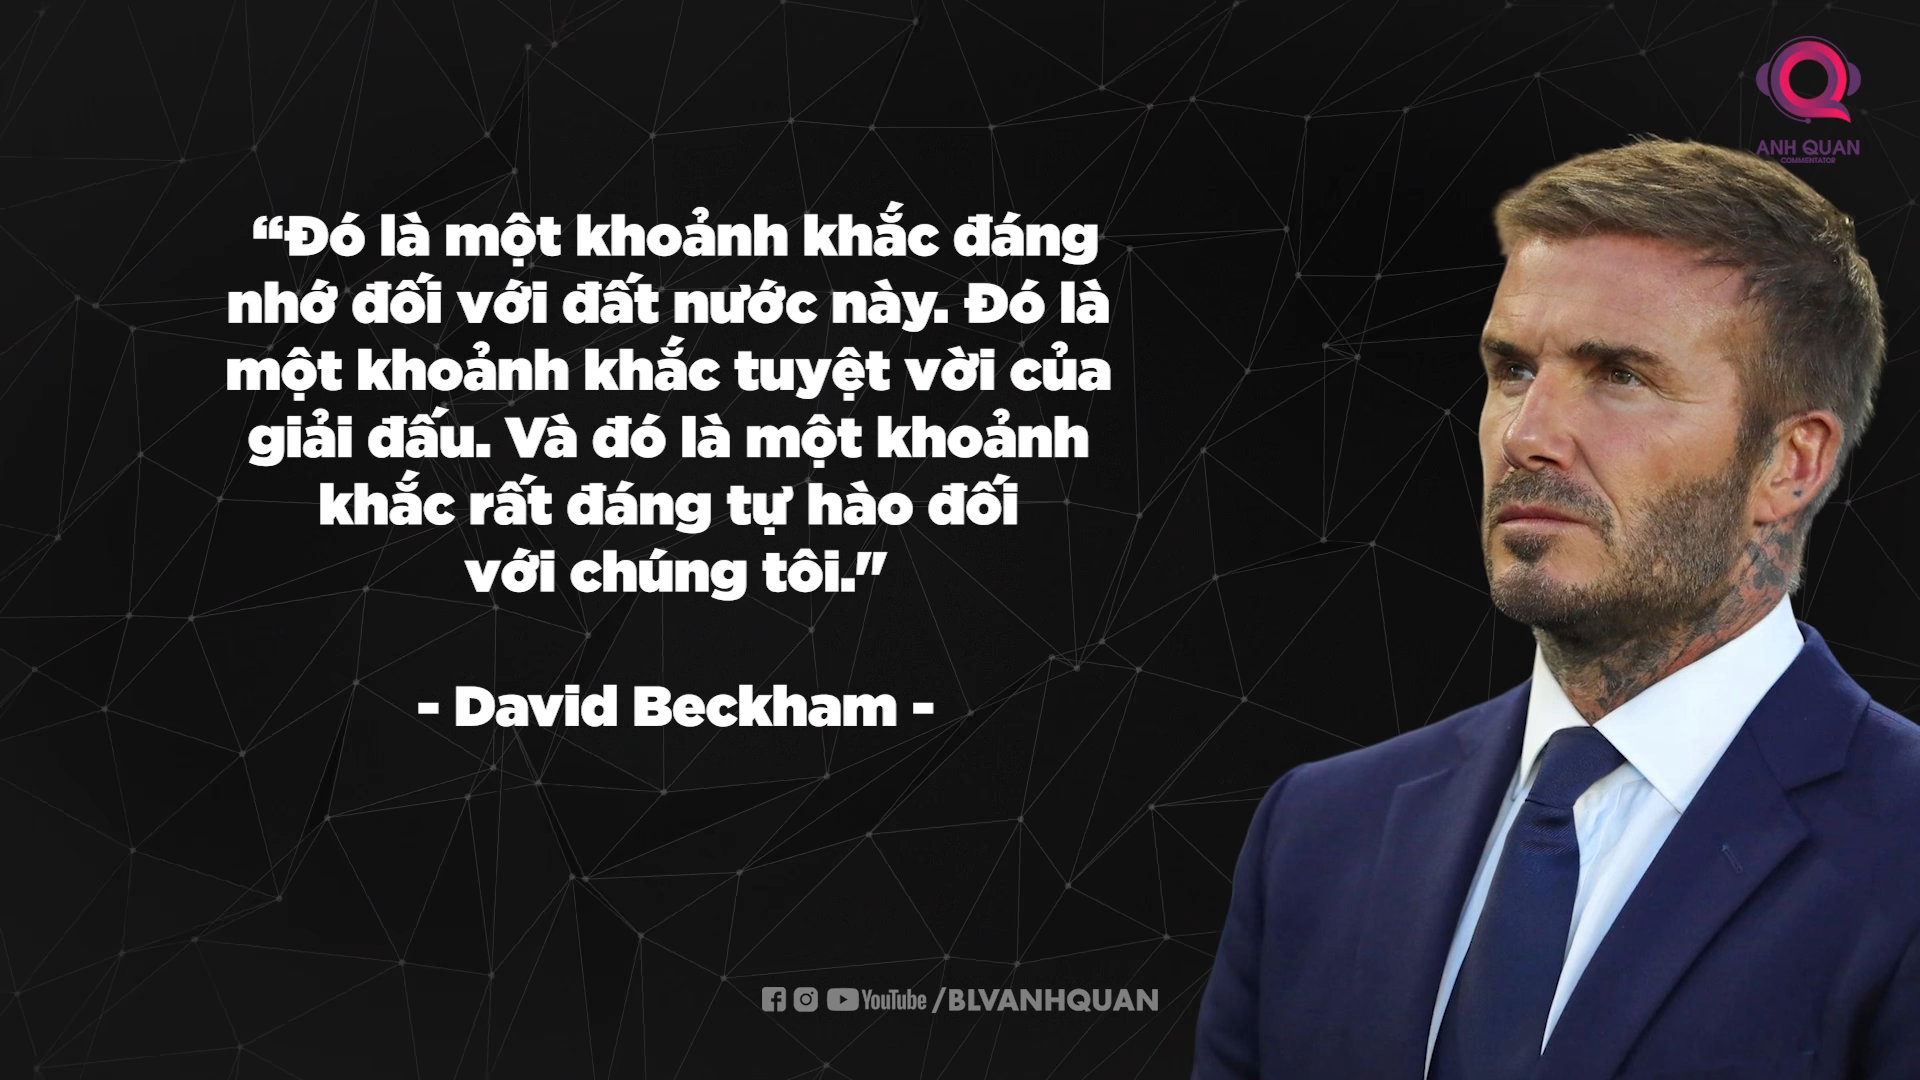 ANH QUAN
COMMENTATOR
“Đó là một khoảnh khắc đáng
nhớ đối với đất nước này. Đó là
một khoảnh khắc tuyệt vời của
giải đấu. Và đó là một khoảnh
khắc rất đáng tự hào đối
với chúng tôi."
- David Beckham -
YouTube /BLVANHQUAN